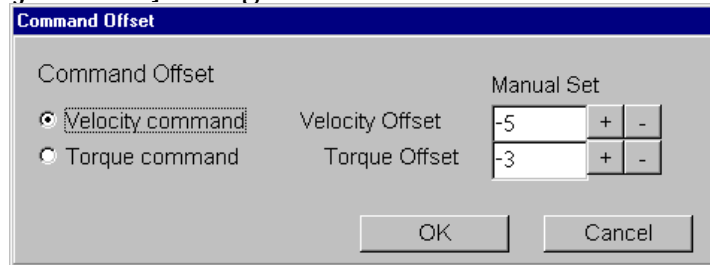 Command Offset
Command Offset
Manual Set
Velocity command Velocity Offset -5 + -
Torque command Torque Offset -3 + -
OK Cancel